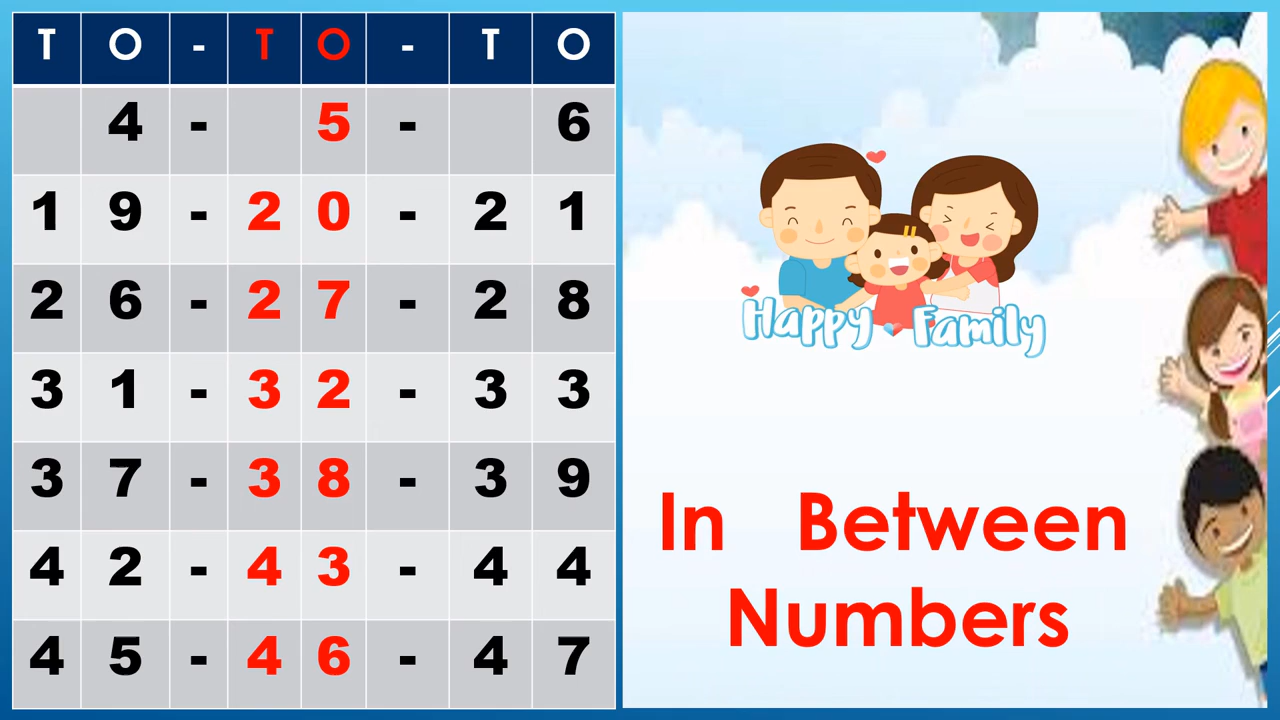 T O - T O - T O
4 - 5 - 6
1 9 - 2 0 - 2 1
2 6 - 2 7 - 2 8
3 1 - 3 2 - 3 3
3 7 - 3 8 - 3 9
4 2 - 4 3 - 4 4
4 5 - 4 6 - 4 7
Happy Family
In Between
Numbers